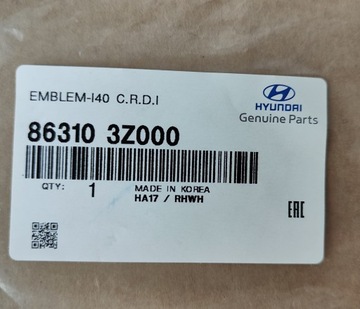 EMBLEM-I40 C.R.D.I
HYUNDAI
Genuine Parts
86310 3Z000
QTY: 1
MADE IN KOREA
HA17 / RHWH
EAC